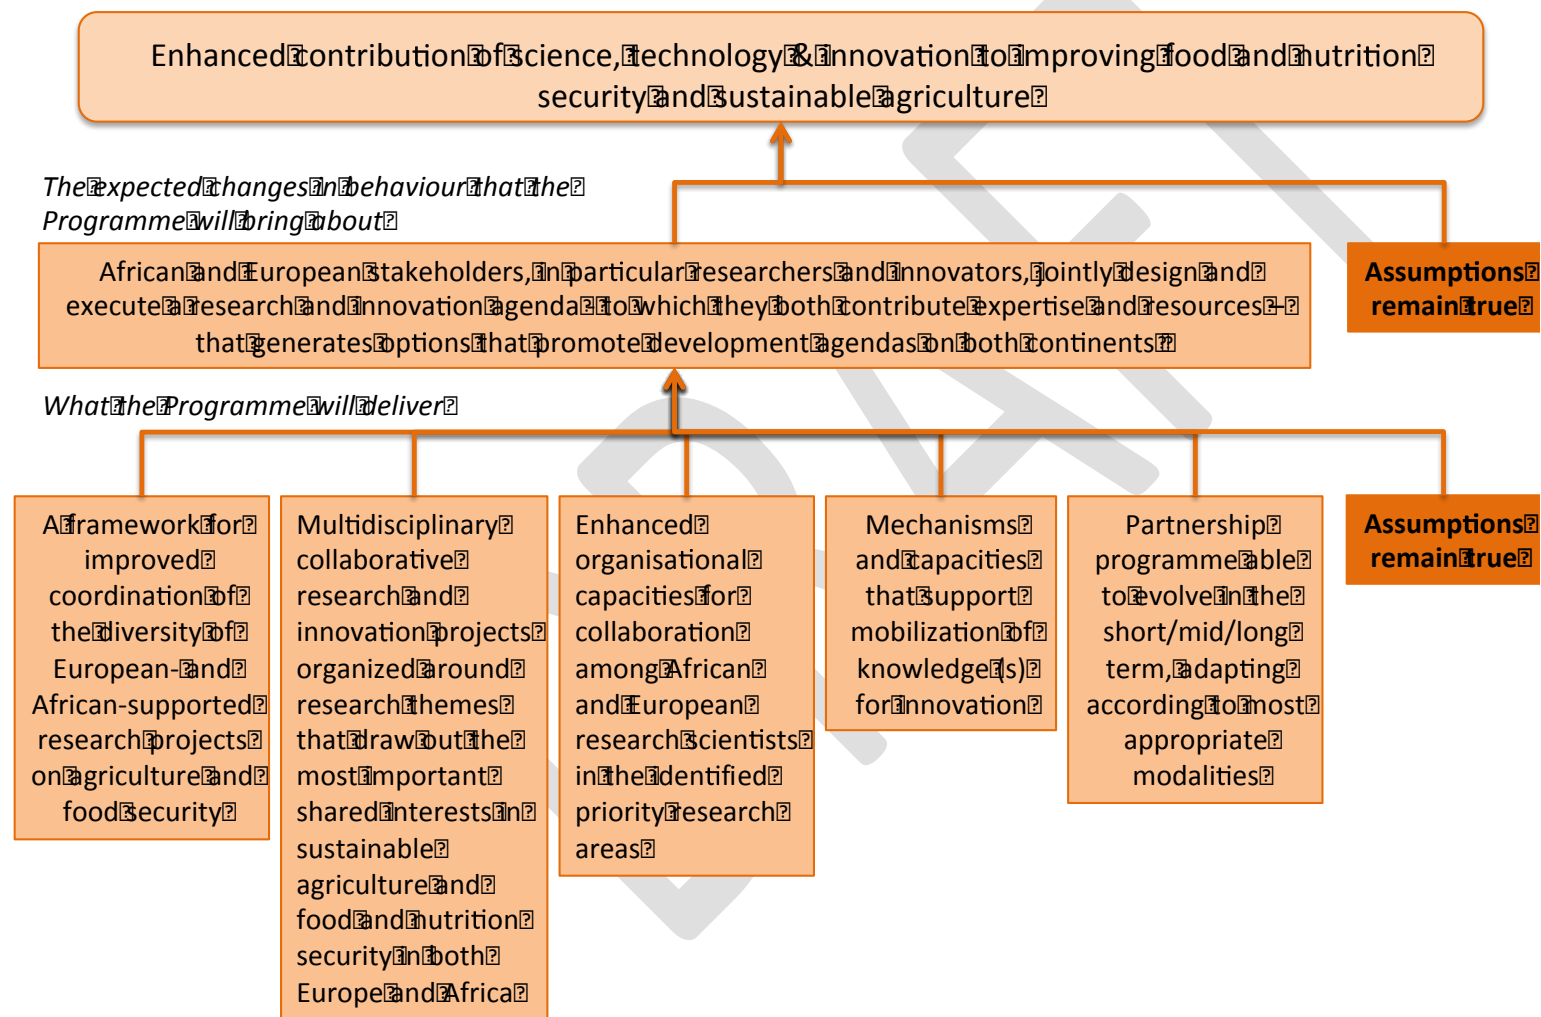 Enhanced contribution of science, technology & innovation to improving food and nutrition
security and sustainable agriculture
The expected changes in behaviour that the
Programme will bring about
African and European stakeholders, in particular researchers and innovators, jointly design and
execute a research and innovation agenda - to which they both contribute expertise and resources –
that generates options that promote development agendas on both continents
Assumptions
remain true
What the Programme will deliver
A framework for
improved
coordination of
the diversity of
European- and
African-supported
research projects
on agriculture and
food security
Multidisciplinary
collaborative
research and
innovation projects
organized around
research themes
that draw out the
most important
shared interests in
sustainable
agriculture and
food and nutrition
security in both
Europe and Africa
Enhanced
organisational
capacities for
collaboration
among African
and European
research scientists
in the identified
priority research
areas
Mechanisms
and capacities
that support
mobilization of
knowledge (s)
for innovation
Partnership
programme able
to evolve in the
short/mid/long
term, adapting
according to most
appropriate
modalities
Assumptions
remain true
DRAFT